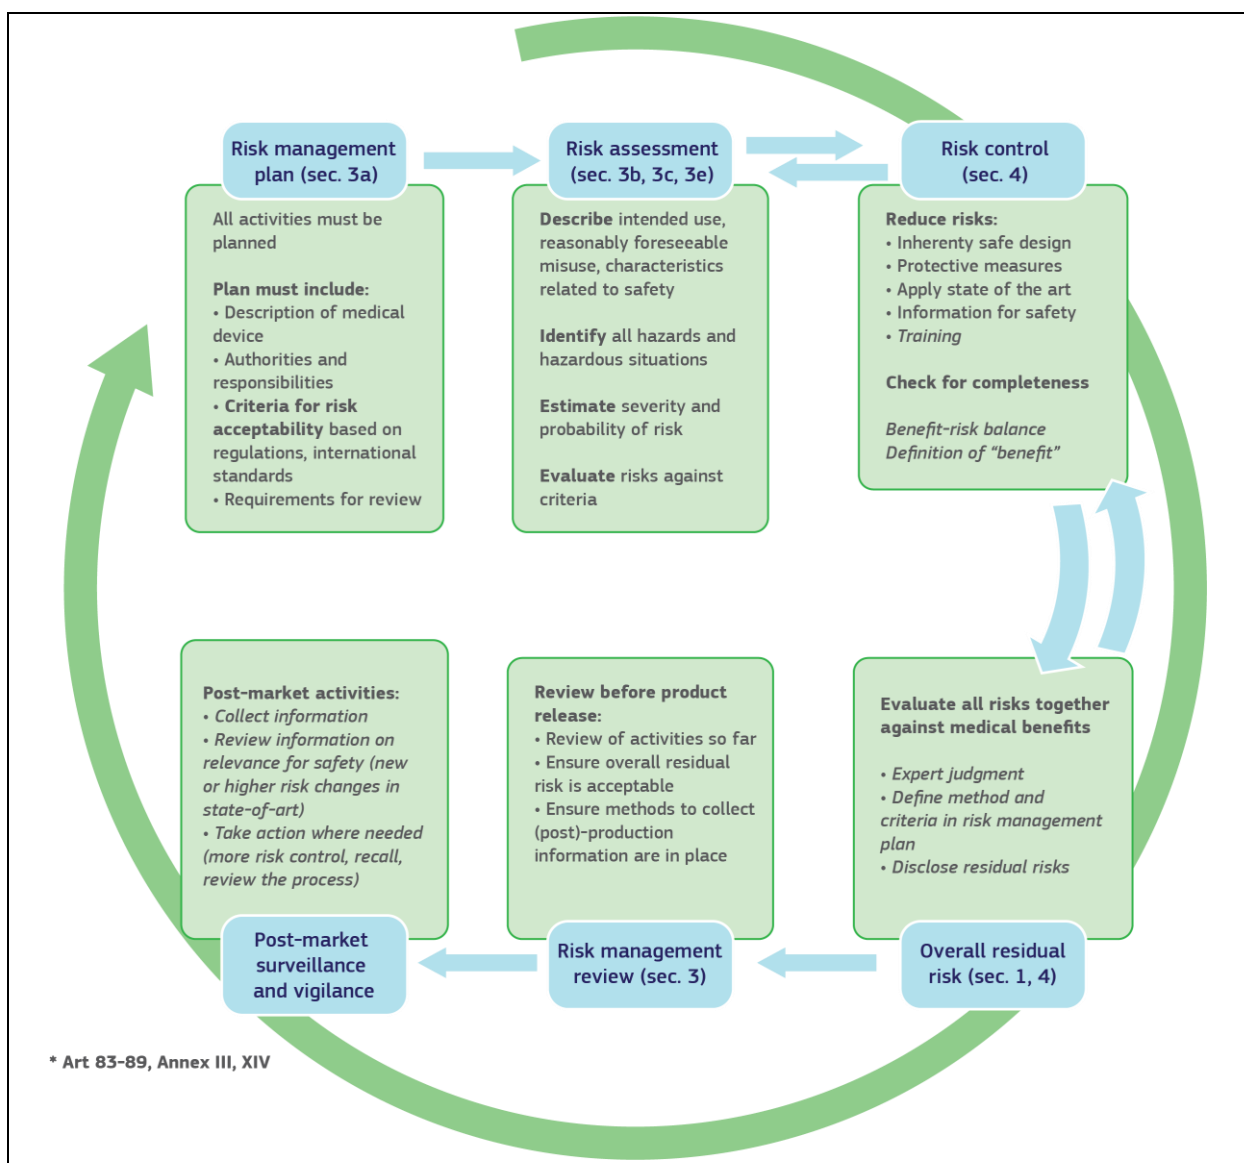 Risk management
plan (sec. 3a)
All activities must be
planned
Plan must include:
• Description of medical
device
• Authorities and
responsibilities
• Criteria for risk
acceptability based on
regulations, international
standards
• Requirements for review
Risk assessment
(sec. 3b, 3c, 3e)
Describe intended use,
reasonably foreseeable
misuse, characteristics
related to safety
Identify all hazards and
hazardous situations
Estimate severity and
probability of risk
Evaluate risks against
criteria
Risk control
(sec. 4)
Reduce risks:
• Inherenty safe design
• Protective measures
• Apply state of the art
• Information for safety
• Training
Check for completeness
Benefit-risk balance
Definition of “benefit”
Evaluate all risks together
against medical benefits
• Expert judgment
• Define method and
criteria in risk management
plan
• Disclose residual risks
Overall residual
risk (sec. 1, 4)
Review before product
release:
• Review of activities so far
• Ensure overall residual
risk is acceptable
• Ensure methods to collect
(post)-production
information are in place
Risk management
review (sec. 3)
Post-market activities:
• Collect information
• Review information on
relevance for safety (new
or higher risk changes in
state-of-art)
• Take action where needed
(more risk control, recall,
review the process)
Post-market
surveillance
and vigilance
* Art 83-89, Annex III, XIV